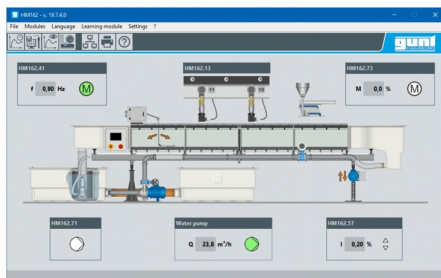 HM162 - v. 19.7.4.0
File Modules Language Learning module Settings ?
gunt
HM162.41
f 0,90 Hz M
HM162.13
11 10
HM162.73
M 0,0 % M
HM162.71
Water pump
Q 23,8 m³/h
HM162.57
I 0,20 %